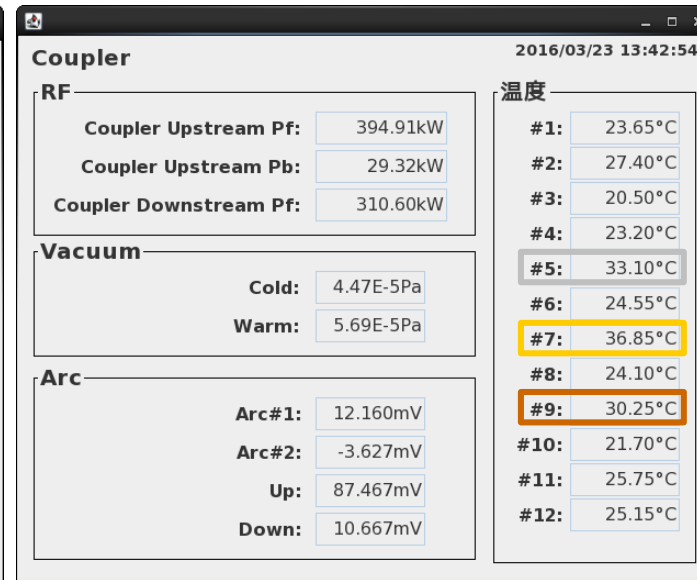 2016/03/23 13:42:54
Coupler
RF
Coupler Upstream Pf: 394.91kW
Coupler Upstream Pb: 29.32kW
Coupler Downstream Pf: 310.60kW
Vacuum
Cold: 4.47E-5Pa
Warm: 5.69E-5Pa
Arc
Arc#1: 12.160mV
Arc#2: -3.627mV
Up: 87.467mV
Down: 10.667mV
温度
#1: 23.65°C
#2: 27.40°C
#3: 20.50°C
#4: 23.20°C
#5: 33.10°C
#6: 24.55°C
#7: 36.85°C
#8: 24.10°C
#9: 30.25°C
#10: 21.70°C
#11: 25.75°C
#12: 25.15°C